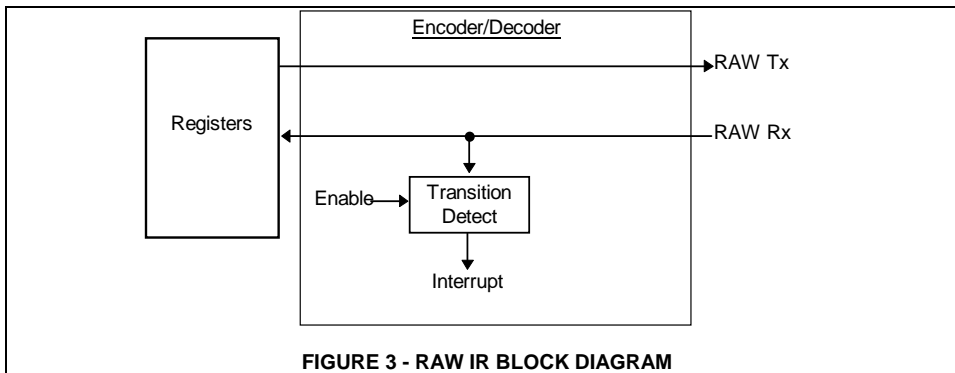 Encoder/Decoder
RAW Tx
Registers
RAW Rx
Enable
Transition
Detect
Interrupt
FIGURE 3 - RAW IR BLOCK DIAGRAM